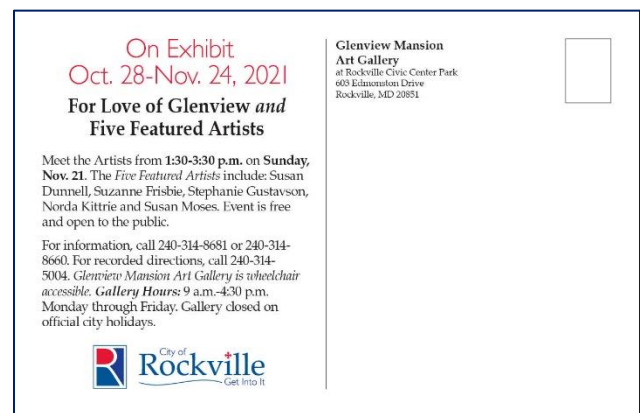 On Exhibit
Oct. 28-Nov. 24, 2021
For Love of Glenview and
Five Featured Artists
Meet the Artists from 1:30-3:30 p.m. on Sunday,
Nov. 21. The Five Featured Artists include: Susan
Dunnell, Suzanne Frisbie, Stephanie Gustavson,
Norda Kittrie and Susan Moses. Event is free
and open to the public.
For information, call 240-314-8681 or 240-314-
8660. For recorded directions, call 240-314-
5004. Glenview Mansion Art Gallery is wheelchair
accessible. Gallery Hours: 9 a.m.-4:30 p.m.
Monday through Friday. Gallery closed on
official city holidays.
R
City of
Rockville
Get Into It
Glenview Mansion
Art Gallery
at Rockville Civic Center Park
603 Edmonston Drive
Rockville, MD 20851